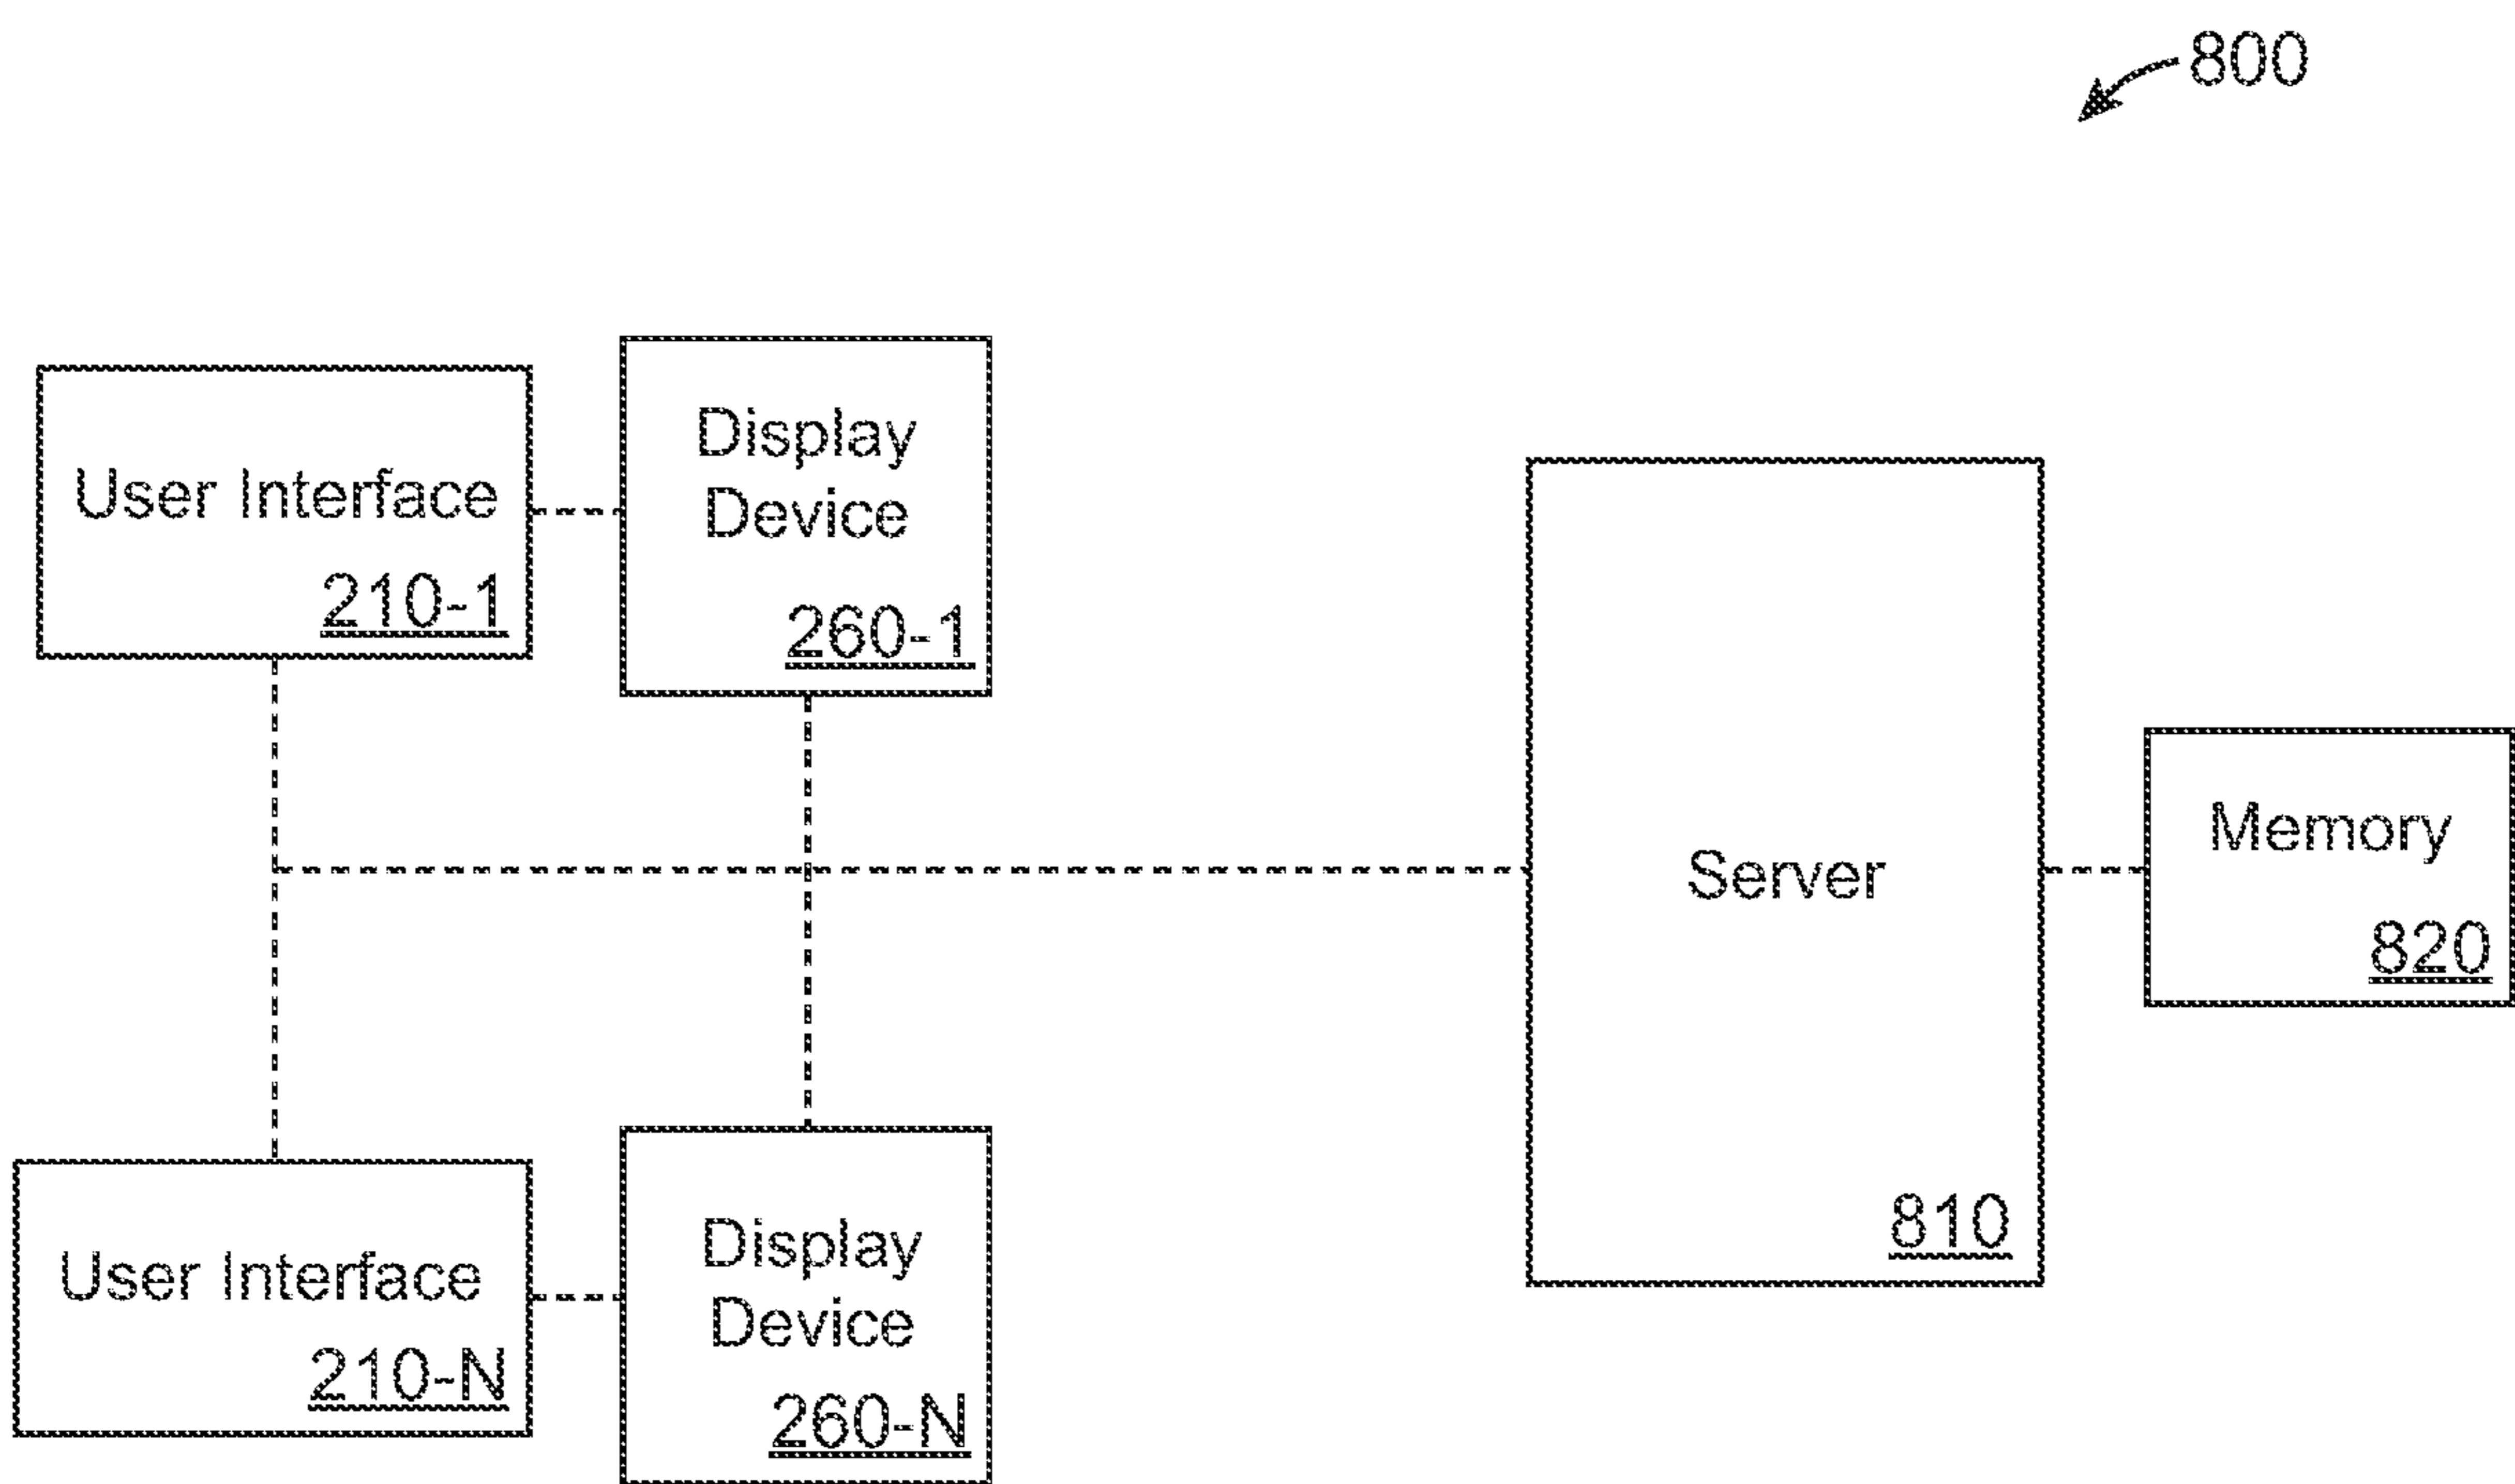 800
User Interface
210-1
Display
Device
260-1
Server
810
Memory
820
User Interface
210-N
Display
Device
260-N